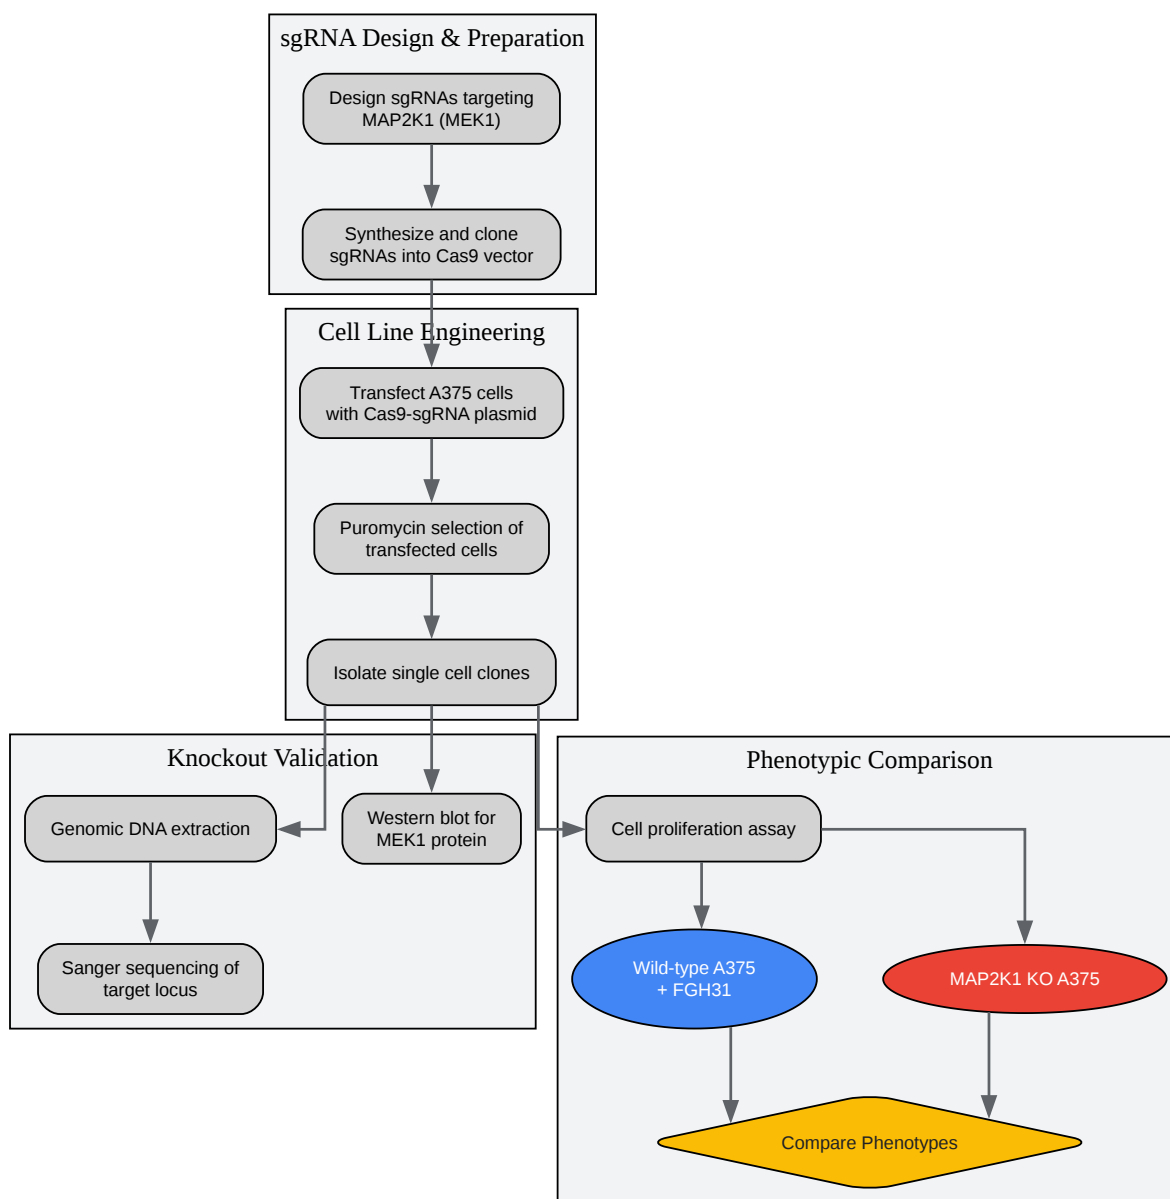 sgRNA Design & Preparation
Design sgRNAs targeting
MAP2K1 (MEK1)
Synthesize and clone
sgRNAs into Cas9 vector
Cell Line Engineering
Transfect A375 cells
with Cas9-sgRNA plasmid
Puromycin selection of
transfected cells
Isolate single cell clones
Knockout Validation
Genomic DNA extraction
Western blot for
MEK1 protein
Sanger sequencing of
target locus
Phenotypic Comparison
Cell proliferation assay
Wild-type A375
+ FGH31
MAP2K1 KO A375
Compare Phenotypes